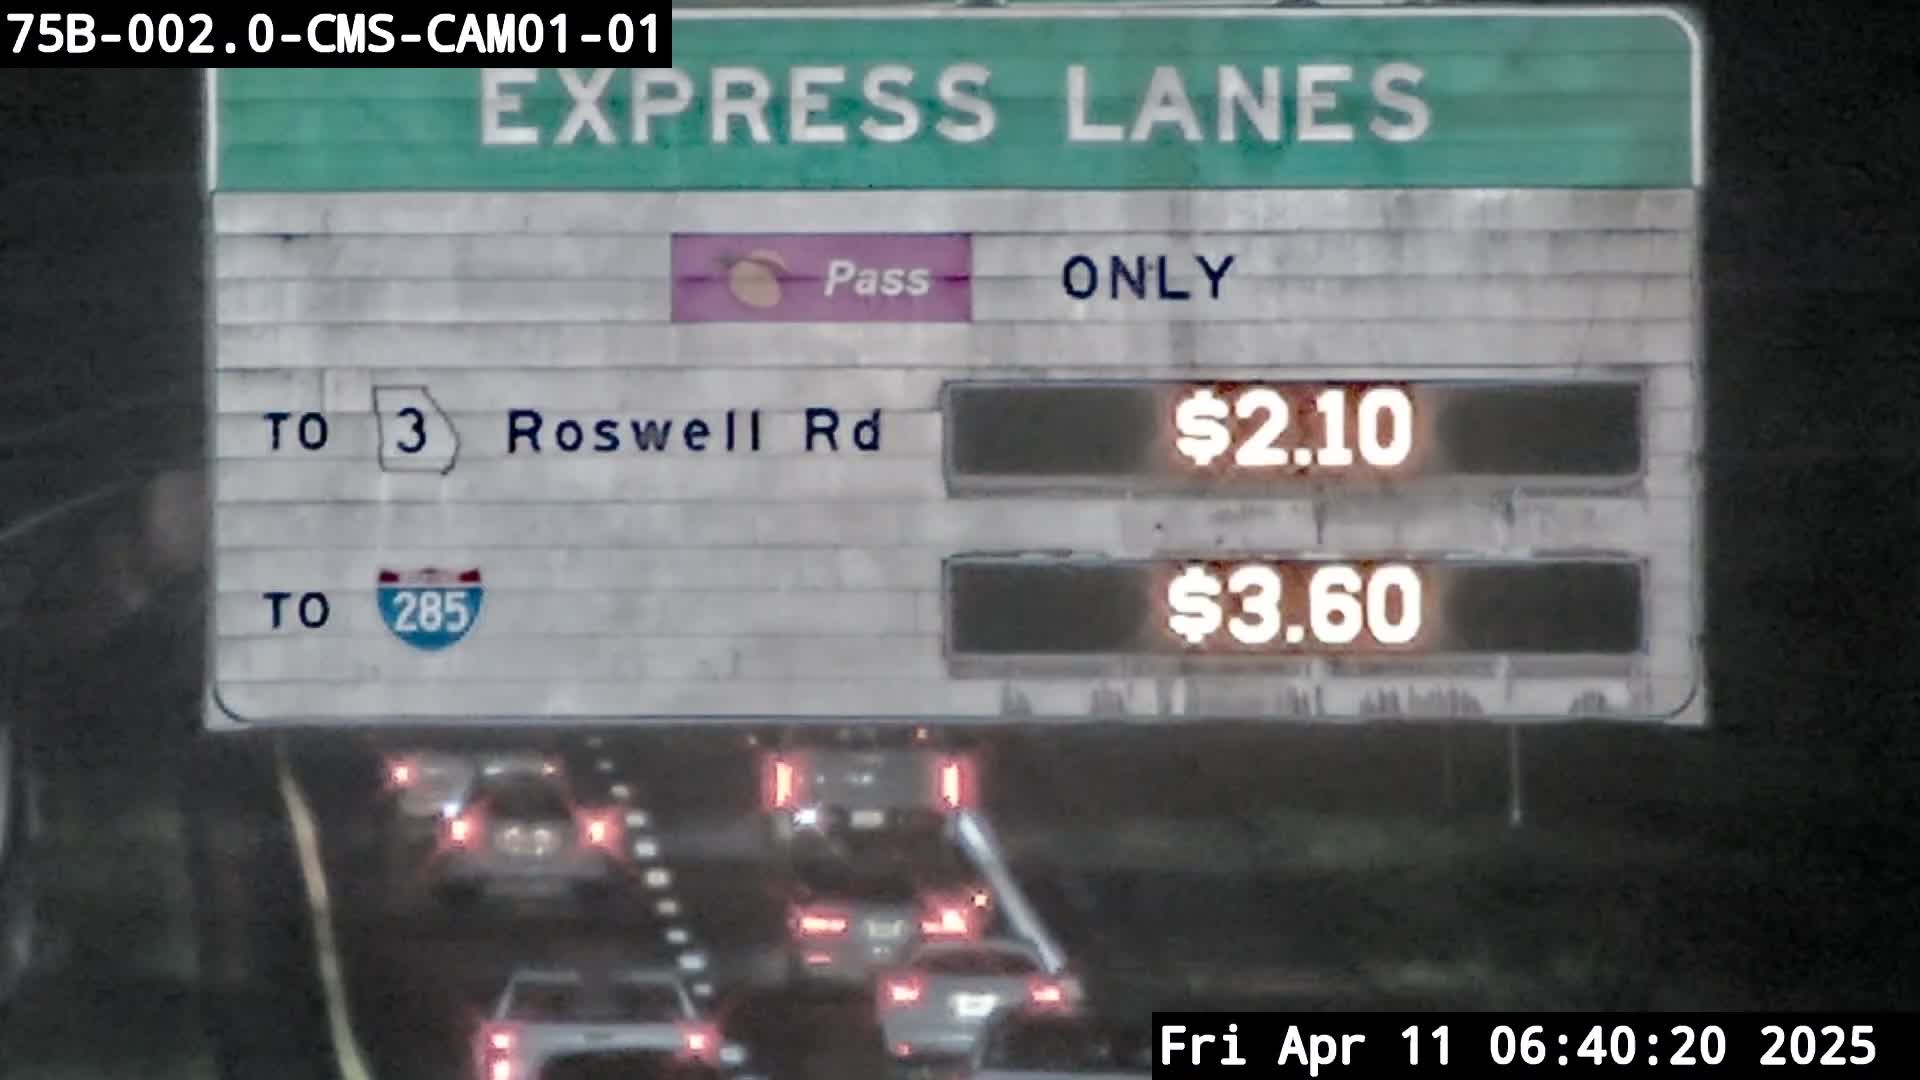 75B-002.0-CMS-CAM01-01
EXPRESS LANES
Pass ONLY
TO 3 Roswell Rd $2.10
TO 285 $3.60
Fri Apr 11 06:40:20 2025